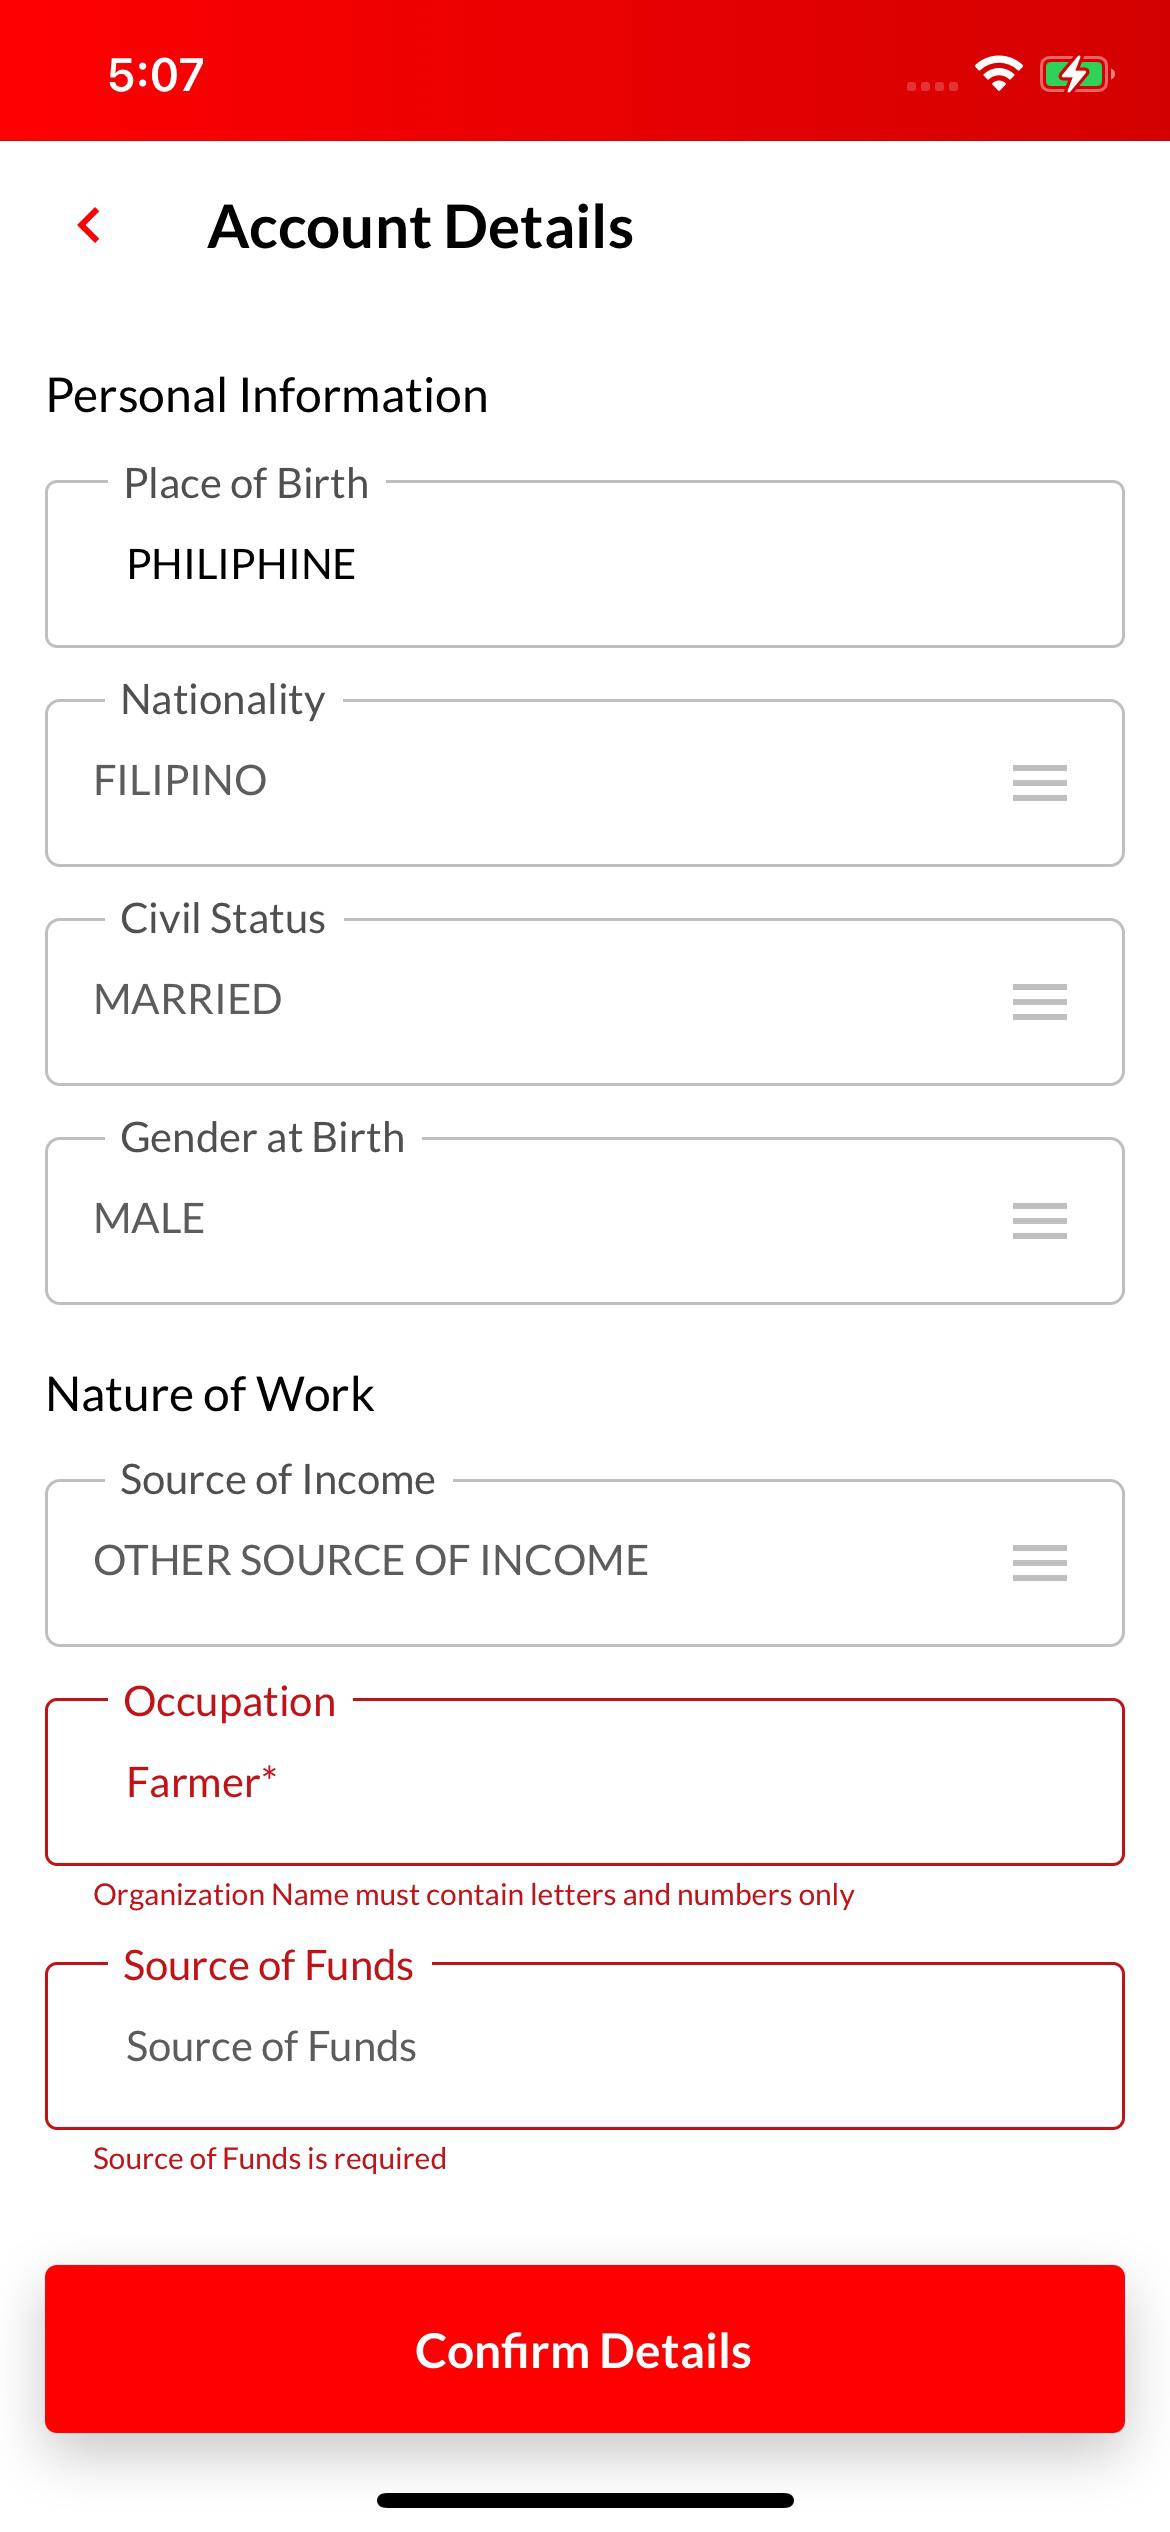 5:07
Account Details
Personal Information
Place of Birth
PHILIPHINE
Nationality
FILIPINO
Civil Status
MARRIED
Gender at Birth
MALE
Nature of Work
Source of Income
OTHER SOURCE OF INCOME
Occupation
Farmer*
Organization Name must contain letters and numbers only
Source of Funds
Source of Funds
Source of Funds is required
Confirm Details